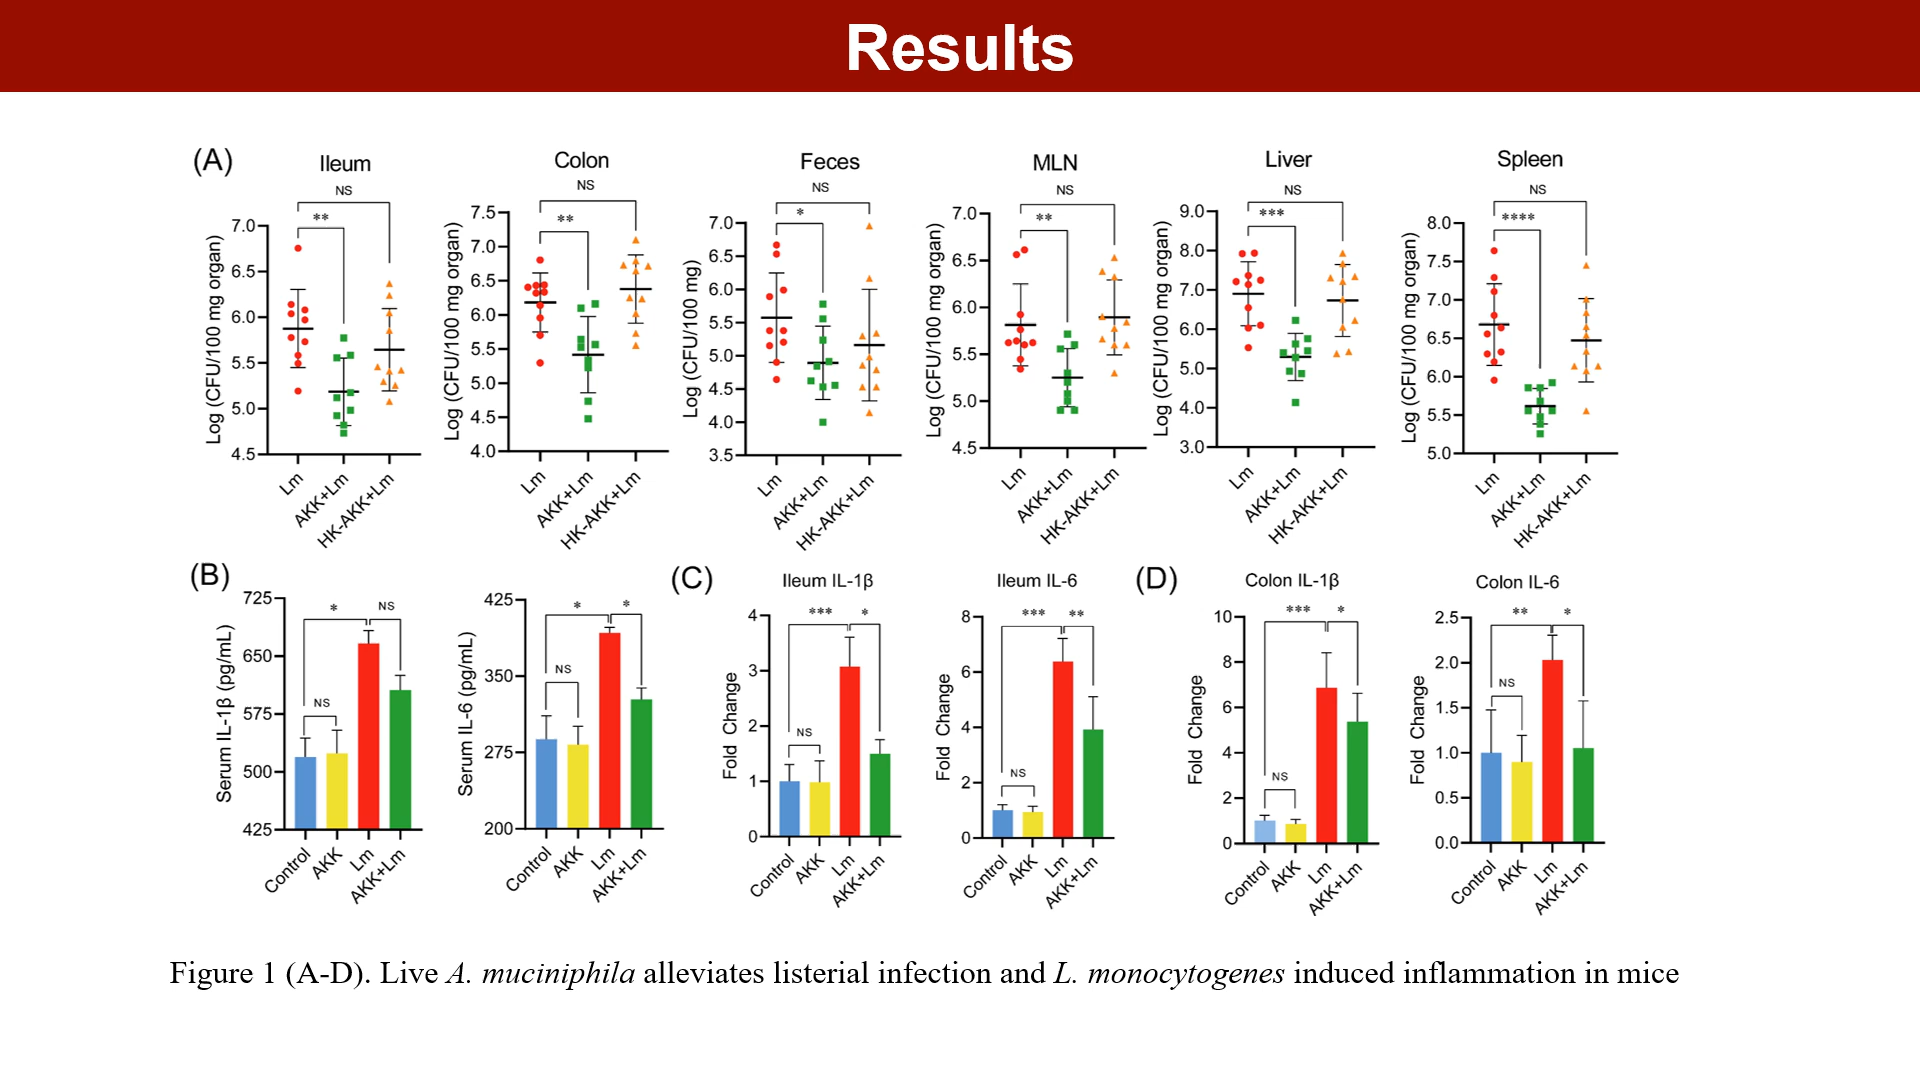 Results
(A)
Ileum
NS
**
Log (CFU/100 mg organ)
7.0
6.5
6.0
5.5
5.0
4.5
Lm
AKK+Lm
HK-AKK+Lm
Colon
NS
**
Log (CFU/100 mg organ)
7.5
7.0
6.5
6.0
5.5
5.0
4.5
4.0
Lm
AKK+Lm
HK-AKK+Lm
Feces
NS
*
Log (CFU/100 mg)
7.0
6.5
6.0
5.5
5.0
4.5
4.0
3.5
Lm
AKK+Lm
HK-AKK+Lm
MLN
NS
**
Log (CFU/100 mg organ)
7.0
6.5
6.0
5.5
5.0
4.5
Lm
AKK+Lm
HK-AKK+Lm
Liver
NS
***
Log (CFU/100 mg organ)
9.0
8.0
7.0
6.0
5.0
4.0
3.0
Lm
AKK+Lm
HK-AKK+Lm
Spleen
NS
****
Log (CFU/100 mg organ)
8.0
7.5
7.0
6.5
6.0
5.5
5.0
Lm
AKK+Lm
HK-AKK+Lm
(B)
Serum IL-1β (pg/mL)
725
650
575
500
425
*
NS
NS
Control
AKK
Lm
AKK+Lm
Serum IL-6 (pg/mL)
425
350
275
200
*
*
NS
Control
AKK
Lm
AKK+Lm
(C)
Ileum IL-1β
Fold Change
4
3
2
1
0
***
*
NS
Control
AKK
Lm
AKK+Lm
Ileum IL-6
Fold Change
8
6
4
2
0
***
**
NS
Control
AKK
Lm
AKK+Lm
(D)
Colon IL-1β
Fold Change
10
8
6
4
2
0
***
*
NS
Control
AKK
Lm
AKK+Lm
Colon IL-6
Fold Change
2.5
2.0
1.5
1.0
0.5
0.0
**
*
NS
Control
AKK
Lm
AKK+Lm
Figure 1 (A-D). Live A. muciniphila alleviates listerial infection and L. monocytogenes induced inflammation in mice